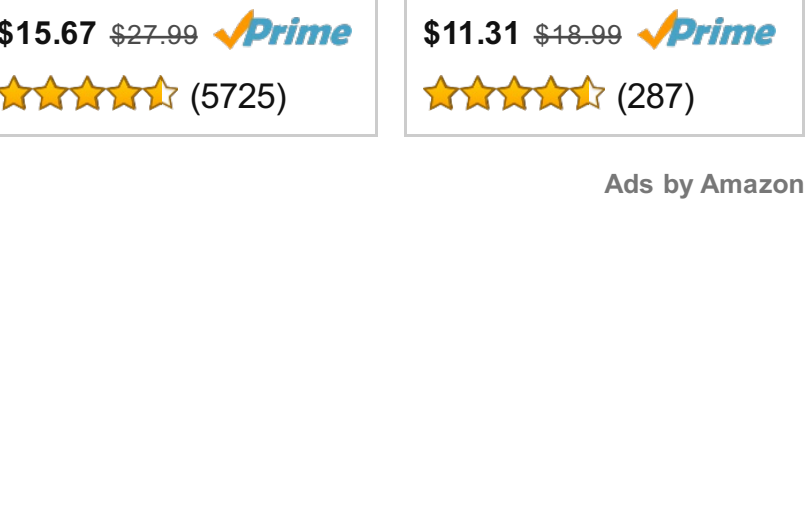 $15.67 $27.99 Prime
(5725)
$11.31 $18.99 Prime
(287)
Ads by Amazon